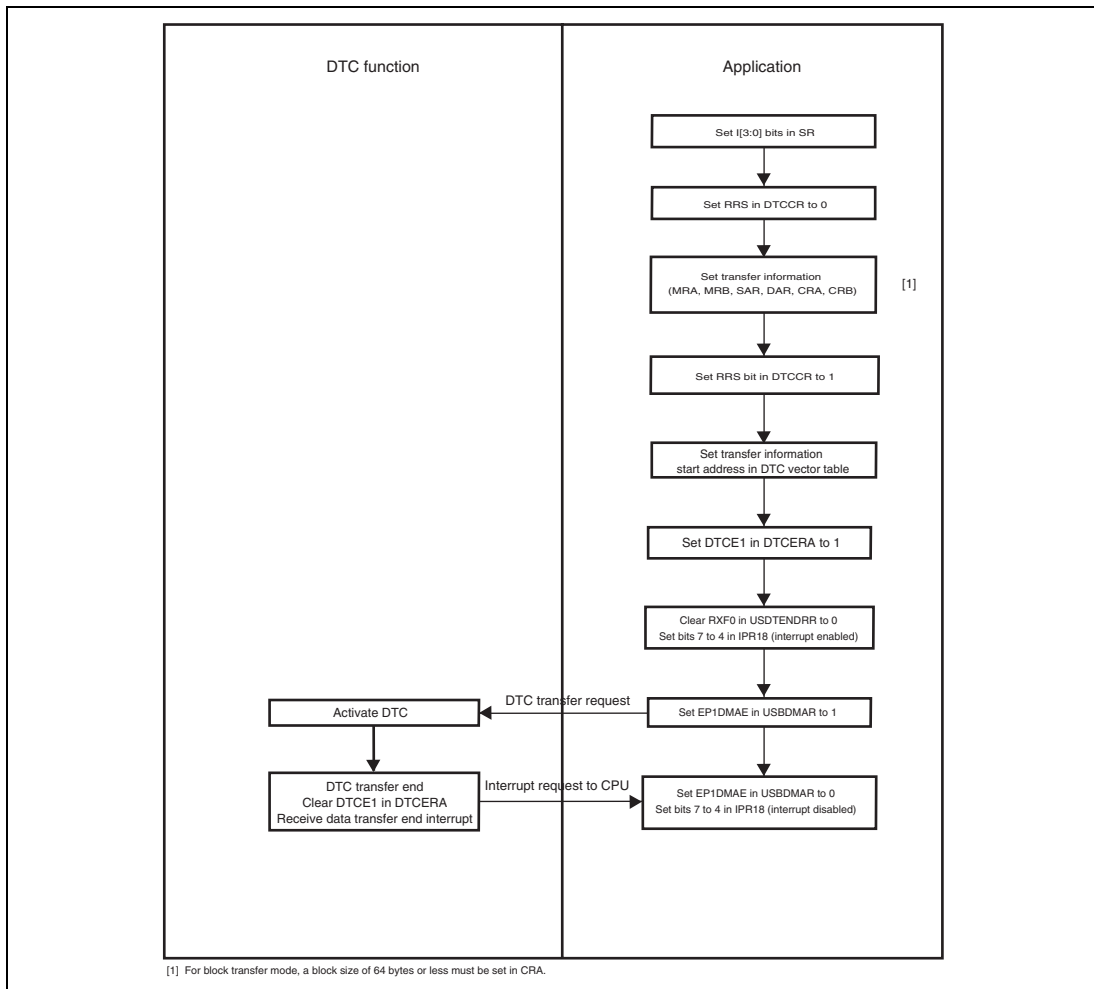 DTC function
Application
Set I[3:0] bits in SR
Set RRS in DTCCR to 0
Set transfer information
(MRA, MRB, SAR, DAR, CRA, CRB)
[1]
Set RRS bit in DTCCR to 1
Set transfer information
start address in DTC vector table
Set DTCE1 in DTCERA to 1
Clear RXF0 in USDTENDRR to 0
Set bits 7 to 4 in IPR18 (interrupt enabled)
DTC transfer request
Activate DTC
Set EP1DMAE in USBDMAR to 1
DTC transfer end
Clear DTCE1 in DTCERA
Receive data transfer end interrupt
Interrupt request to CPU
Set EP1DMAE in USBDMAR to 0
Set bits 7 to 4 in IPR18 (interrupt disabled)
[1] For block transfer mode, a block size of 64 bytes or less must be set in CRA.